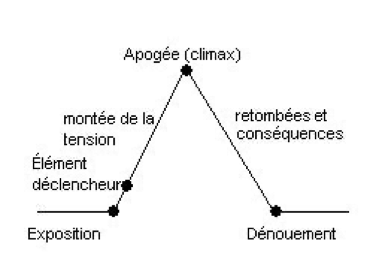 Apogée (climax)
montée de la
tension
retombées et
conséquences
Élément
déclencheur
Exposition
Dénouement